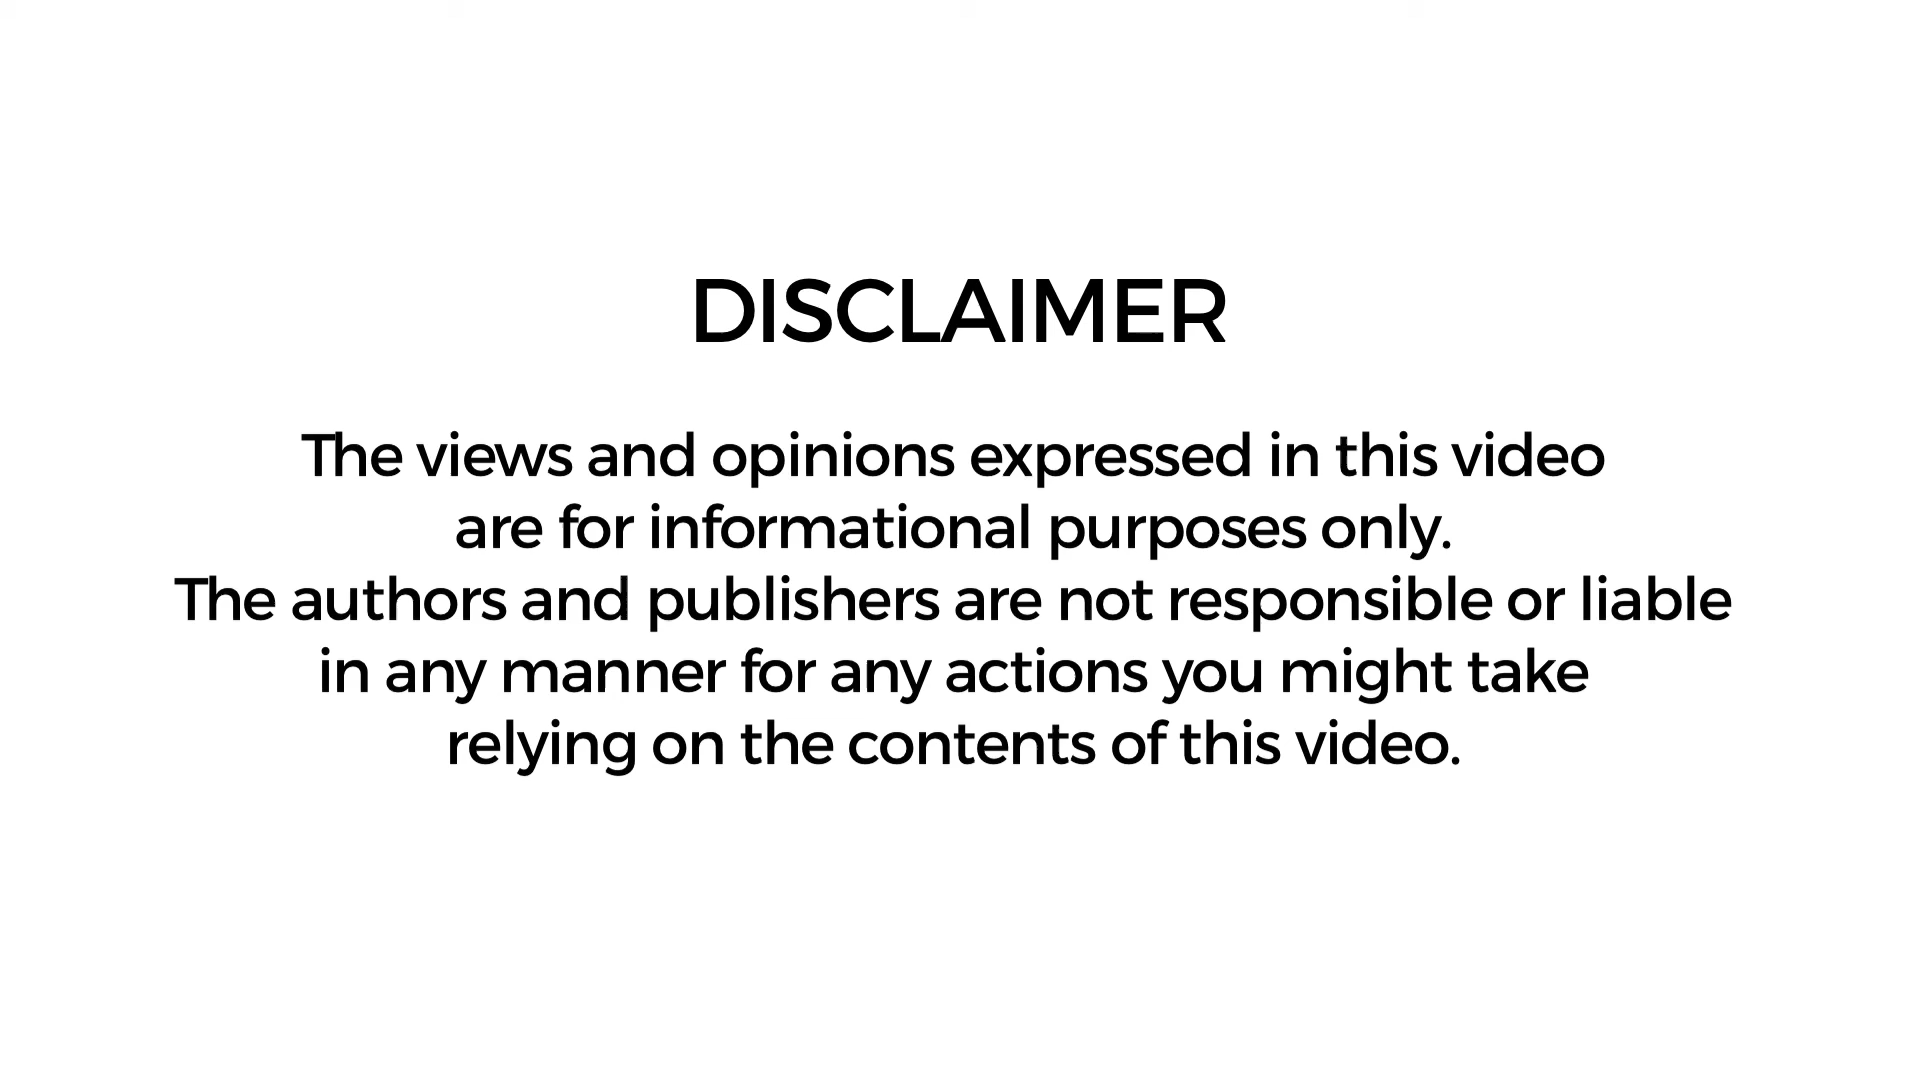 DISCLAIMER
The views and opinions expressed in this video
are for informational purposes only.
The authors and publishers are not responsible or liable
in any manner for any actions you might take
relying on the contents of this video.